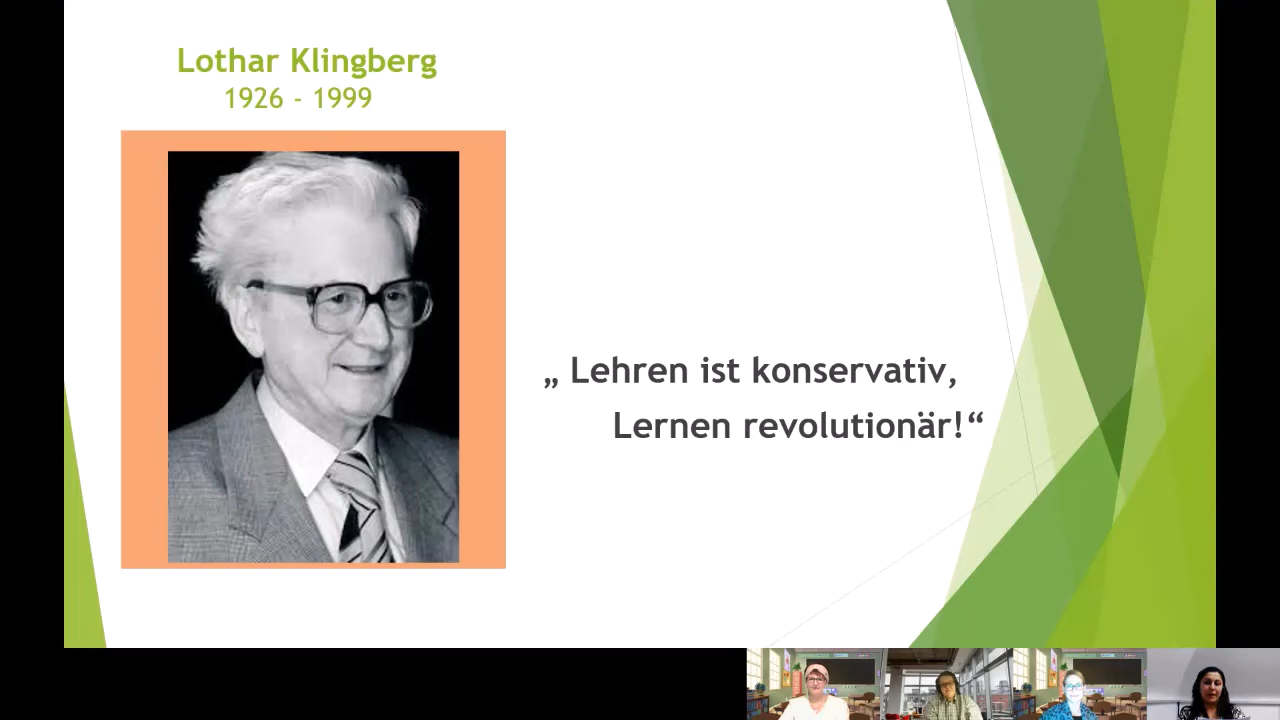 Lothar Klingberg
1926 - 1999
„ Lehren ist konservativ,
Lernen revolutionär!“